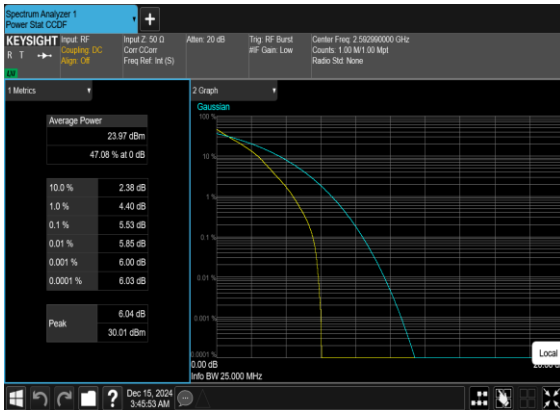 Spectrum Analyzer 1
Power Stat CCDF
+
KEYSIGHT
R T
LXI
Input: RF
Coupling: DC
Align: Off
Input Z: 50 Ω
Corr CCorr
Freq Ref: Int (S)
Atten: 20 dB
Trig: RF Burst
#IF Gain: Low
Center Freq: 2.592990000 GHz
Counts: 1.00 M/1.00 Mpt
Radio Std: None
1 Metrics
Average Power
23.97 dBm
47.08 % at 0 dB
10.0 % 2.38 dB
1.0 % 4.40 dB
0.1 % 5.53 dB
0.01 % 5.85 dB
0.001 % 6.00 dB
0.0001 % 6.03 dB
Peak
6.04 dB
30.01 dBm
2 Graph
Gaussian
100 %
10 %
1 %
0.1 %
0.01 %
0.001 %
0.0001 %
0.00 dB
Info BW 25.000 MHz
Local
?
Dec 15, 2024
3:45:53 AM